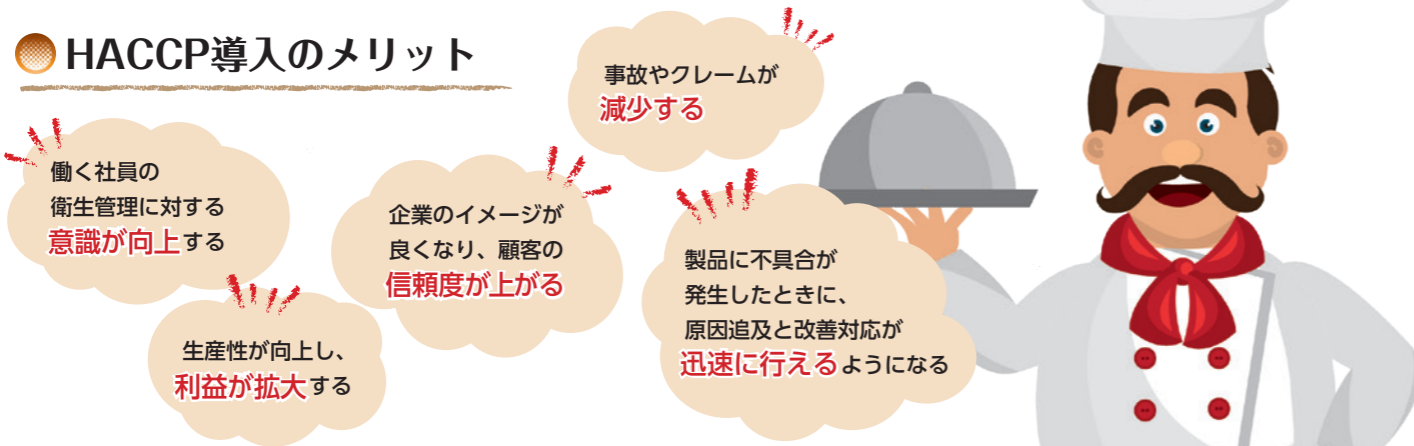 HACCP導入のメリット
働く社員の
衛生管理に対する
意識が向上する
生産性が向上し、
利益が拡大する
企業のイメージが
良くなり、顧客の
信頼度が上がる
事故やクレームが
減少する
製品に不具合が
発生したときに、
原因追及と改善対応が
迅速に行えるようになる